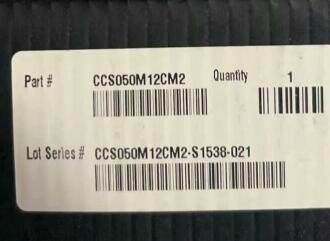 Part # CCS050M12CM2 Quantity 1
Lot Series # CCS050M12CM2-S1538-021